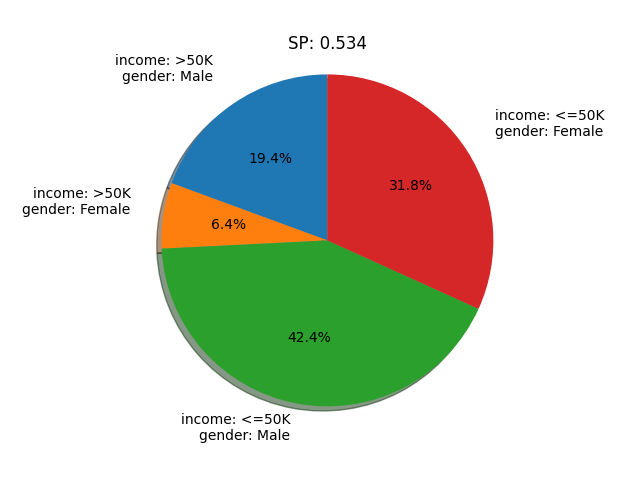 SP: 0.534
income: >50K
gender: Male
19.4%
income: >50K
gender: Female
6.4%
income: <=50K
gender: Male
42.4%
income: <=50K
gender: Female
31.8%